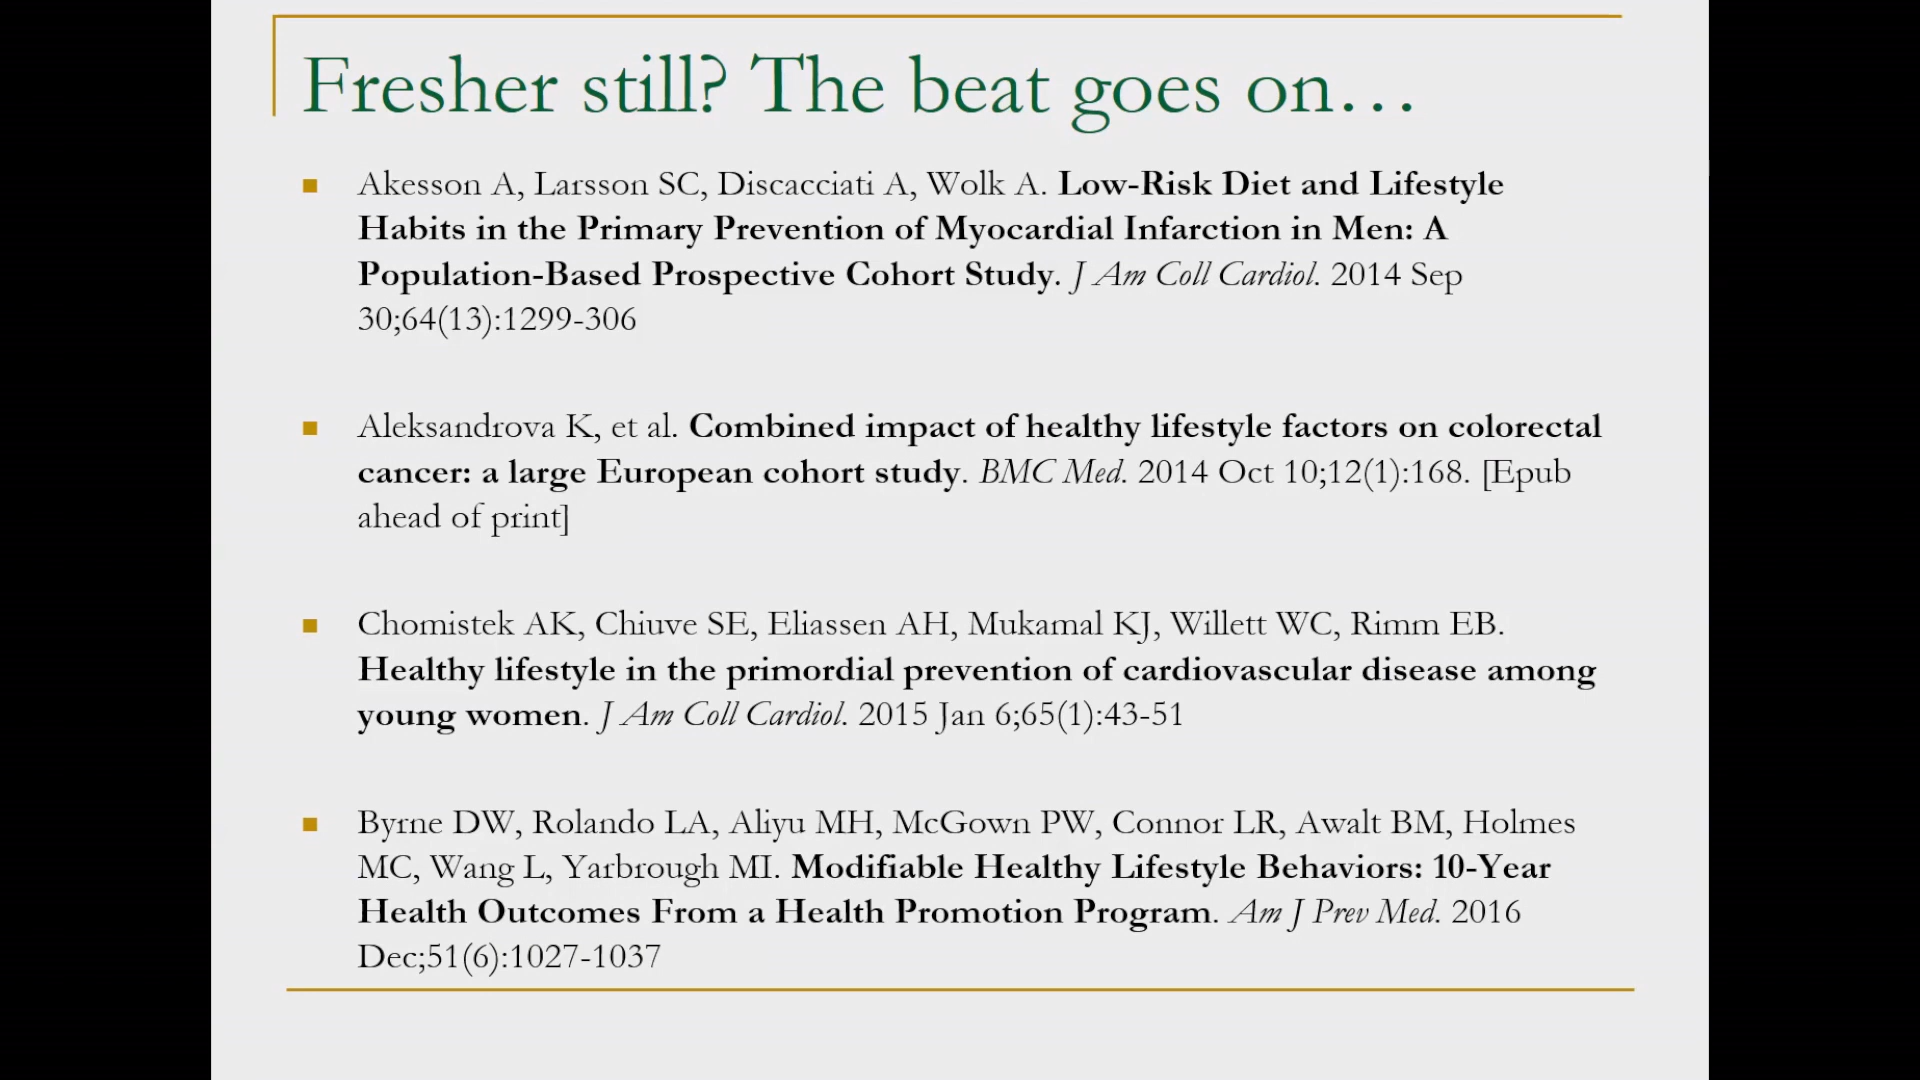 Fresher still? The beat goes on…
Akesson A, Larsson SC, Discacciati A, Wolk A. Low-Risk Diet and Lifestyle
Habits in the Primary Prevention of Myocardial Infarction in Men: A
Population-Based Prospective Cohort Study. J Am Coll Cardiol. 2014 Sep
30;64(13):1299-306
Aleksandrova K, et al. Combined impact of healthy lifestyle factors on colorectal
cancer: a large European cohort study. BMC Med. 2014 Oct 10;12(1):168. [Epub
ahead of print]
Chomistek AK, Chiuve SE, Eliassen AH, Mukamal KJ, Willett WC, Rimm EB.
Healthy lifestyle in the primordial prevention of cardiovascular disease among
young women. J Am Coll Cardiol. 2015 Jan 6;65(1):43-51
Byrne DW, Rolando LA, Aliyu MH, McGown PW, Connor LR, Awalt BM, Holmes
MC, Wang L, Yarbrough MI. Modifiable Healthy Lifestyle Behaviors: 10-Year
Health Outcomes From a Health Promotion Program. Am J Prev Med. 2016
Dec;51(6):1027-1037